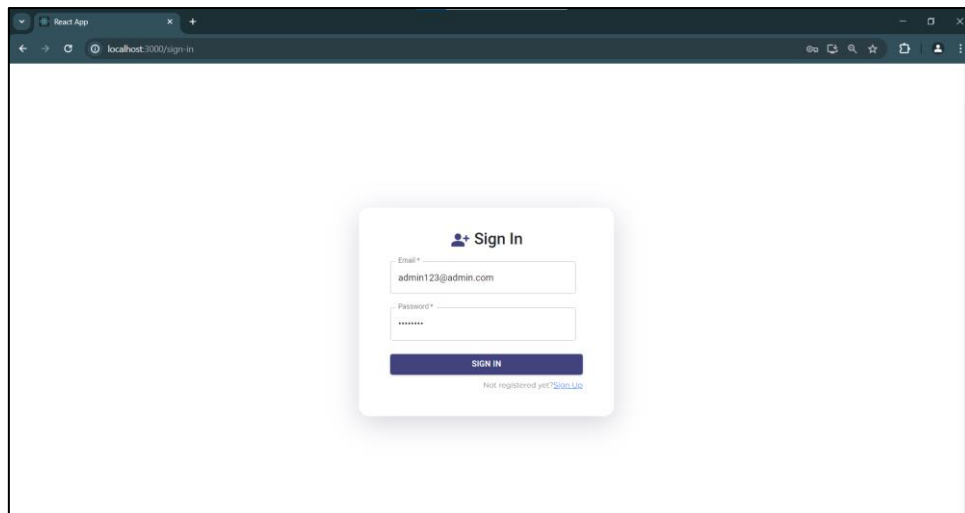 React App
localhost:3000/sign-in
Sign In
Email *
admin123@admin.com
Password *
••••••••
SIGN IN
Not registered yet?Sign Up